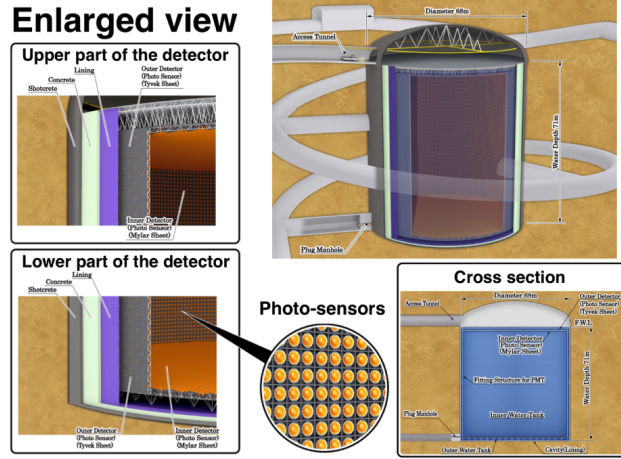 Enlarged view
Upper part of the detector
Lining
Concrete
Shotcrete
Outer Detector
(Photo Sensor)
(Tyvek Sheet)
Inner Detector
(Photo Sensor)
(Mylar Sheet)
Lower part of the detector
Lining
Concrete
Shotcrete
Outer Detector
(Photo Sensor)
(Tyvek Sheet)
Inner Detector
(Photo Sensor)
(Mylar Sheet)
Photo-sensors
Diameter 68m
Access Tunnel
Water Depth 71m
Plug Manhole
Cross section
Diameter 68m
Outer Detector
(Photo Sensor)
(Tyvek Sheet)
Access Tunnel
F.W.L
Inner Detector
(Photo Sensor)
(Mylar Sheet)
Water Depth 71m
Fitting Structure for PMT
Inner Water Tank
Plug Manhole
Outer Water Tank
Cavity(Lining)